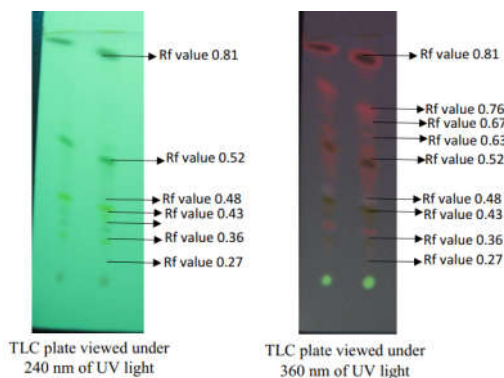 Rf value 0.81
Rf value 0.52
Rf value 0.48
Rf value 0.43
Rf value 0.36
Rf value 0.27
TLC plate viewed under
240 nm of UV light
Rf value 0.81
Rf value 0.76
Rf value 0.67
Rf value 0.63
Rf value 0.52
Rf value 0.48
Rf value 0.43
Rf value 0.36
Rf value 0.27
TLC plate viewed under
360 nm of UV light